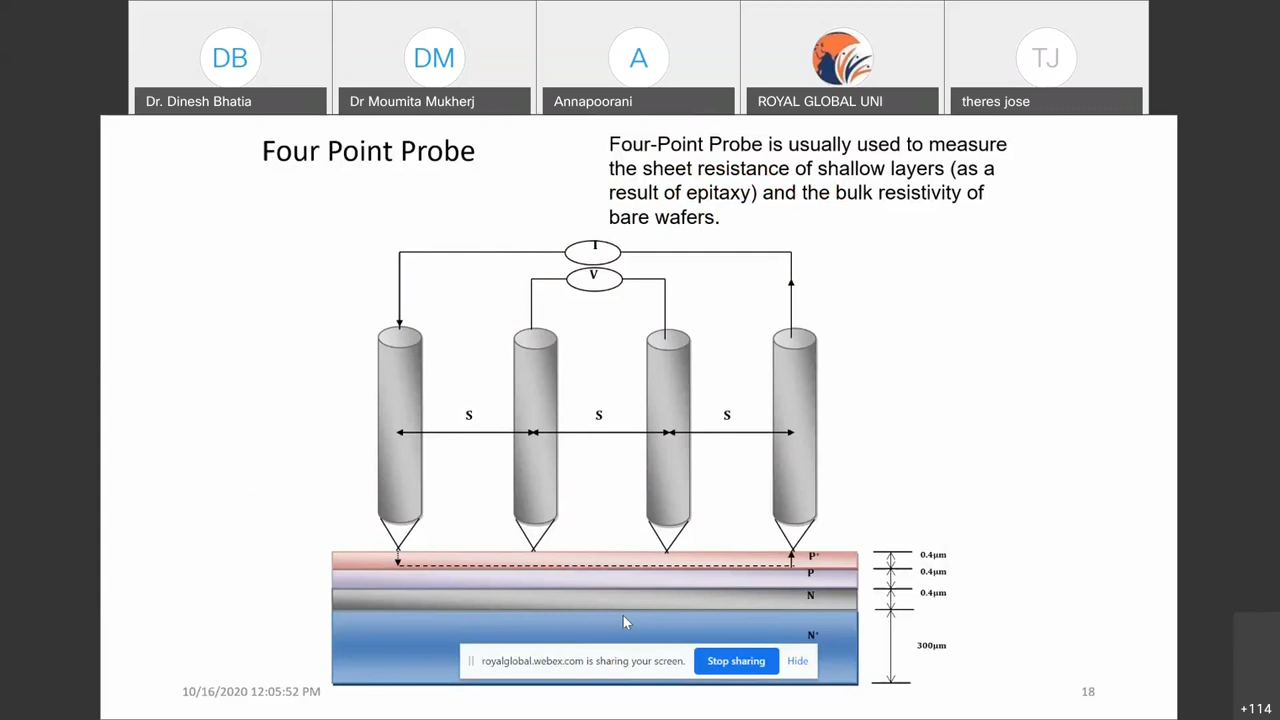 DB
DM
A
TJ
Dr. Dinesh Bhatia
Dr Moumita Mukherj
Annapoorani
ROYAL GLOBAL UNI
theres jose
Four Point Probe
Four-Point Probe is usually used to measure
the sheet resistance of shallow layers (as a
result of epitaxy) and the bulk resistivity of
bare wafers.
I
V
S
S
S
P⁺
0.4μm
P
0.4μm
N
0.4μm
N⁺
300μm
royalglobal.webex.com is sharing your screen.
Stop sharing
Hide
10/16/2020 12:05:52 PM
18
+114